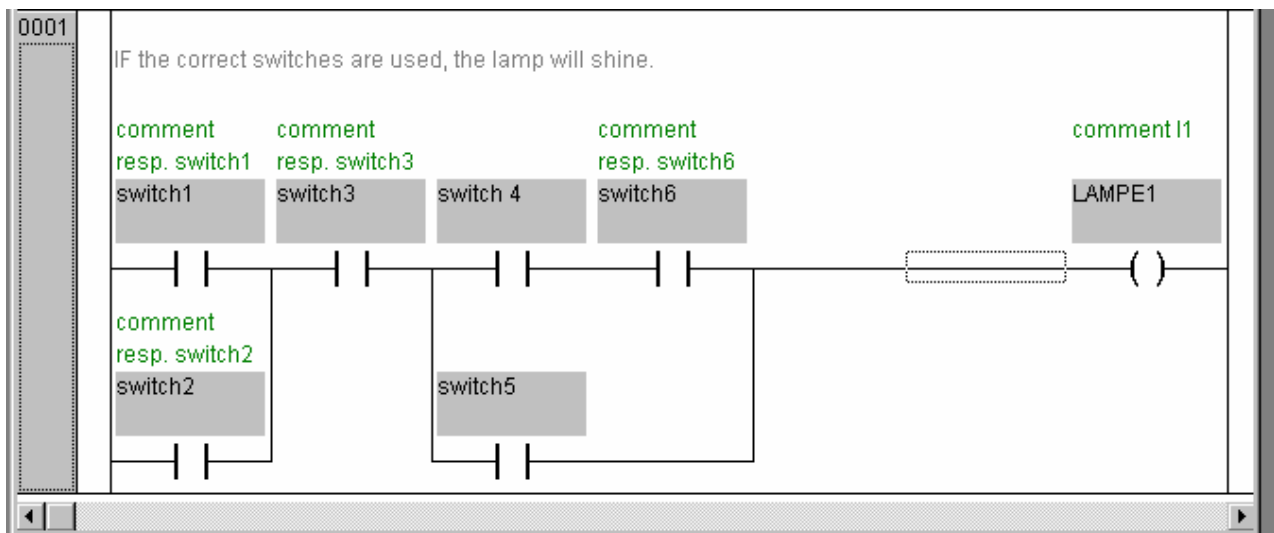 0001
IF the correct switches are used, the lamp will shine.
comment comment comment comment l1
resp. switch1 resp. switch3 resp. switch6
switch1 switch3 switch 4 switch6 LAMPE1
comment
resp. switch2
switch2 switch5